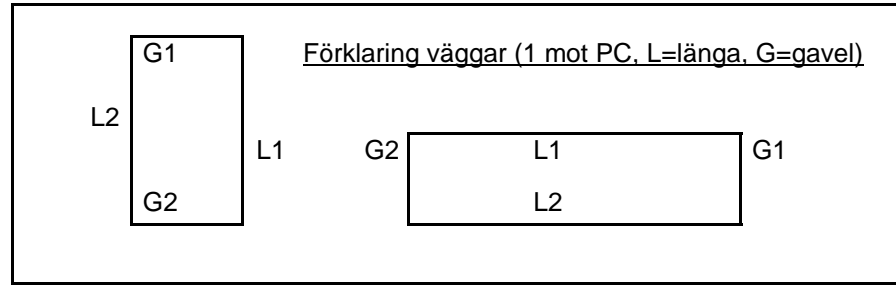 G1 Förklaring väggar (1 mot PC, L=länga, G=gavel)
L2
L1 G2 L1 G1
G2 L2